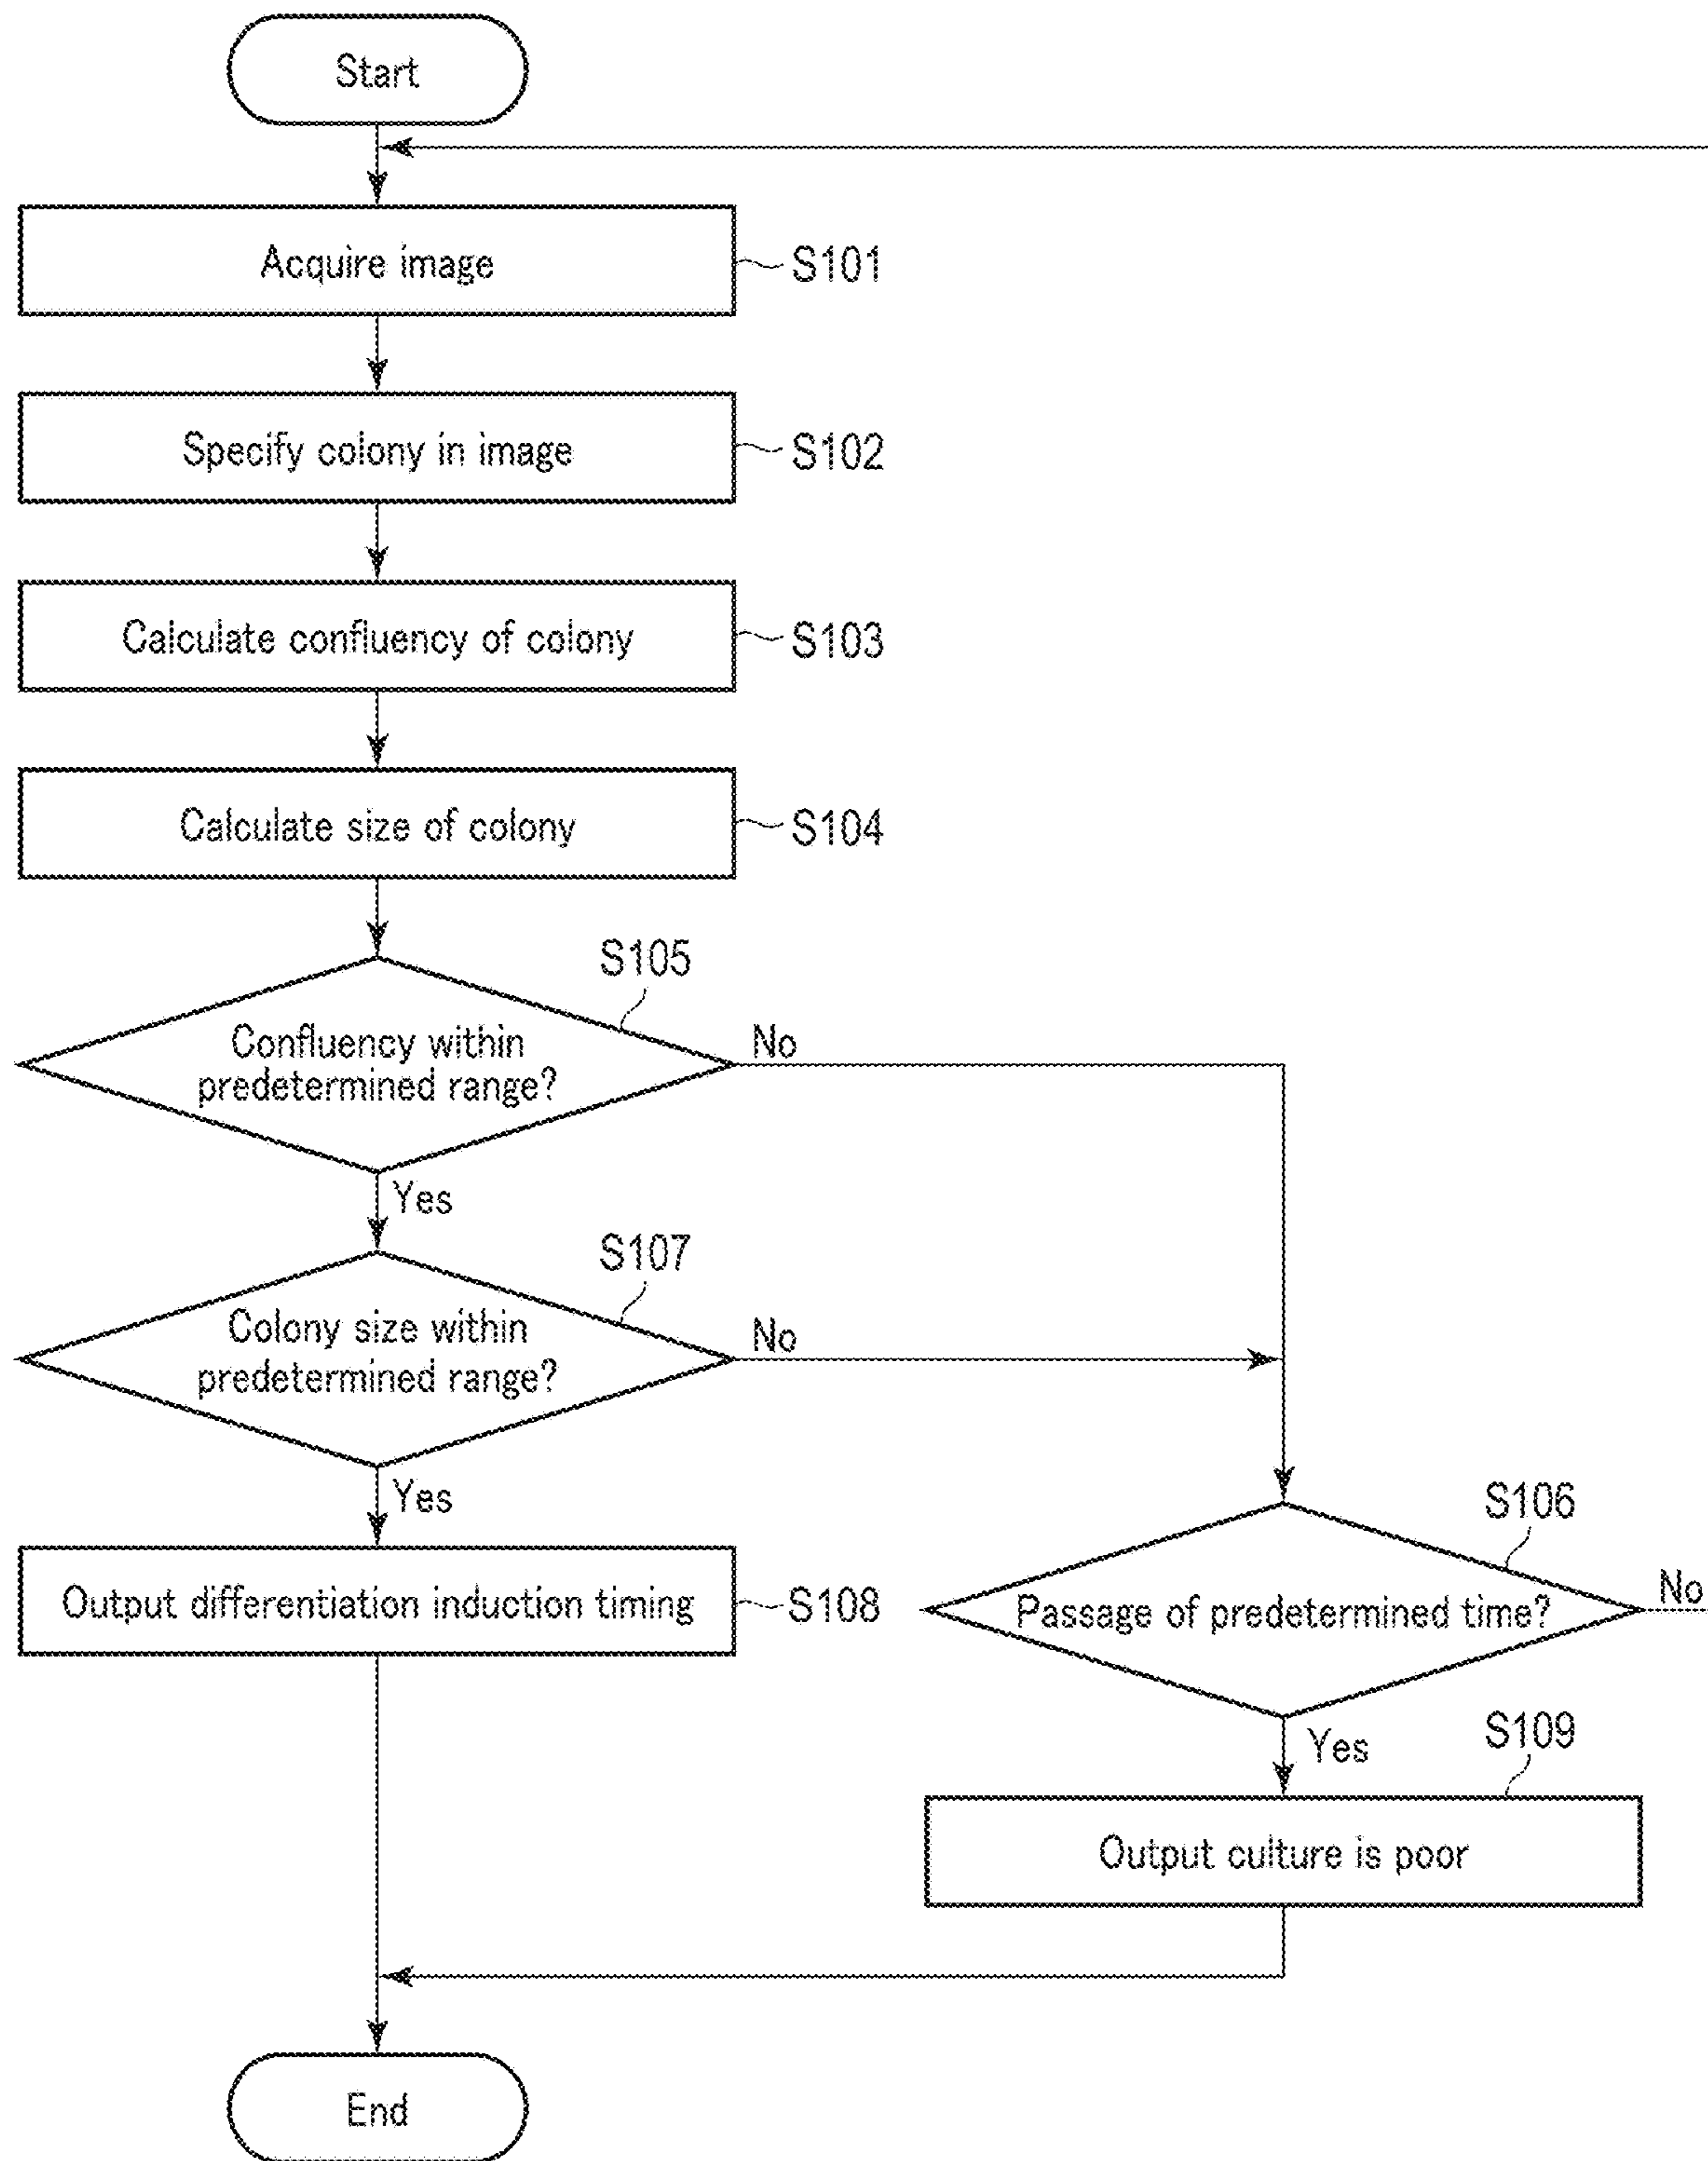 Start
Acquire image
S101
Specify colony in image
S102
Calculate confluency of colony
S103
Calculate size of colony
S104
S105
Confluency within
predetermined range?
No
Yes
S107
Colony size within
predetermined range?
No
Yes
Output differentiation induction timing
S108
S106
Passage of predetermined time?
No
Yes
S109
Output culture is poor
End